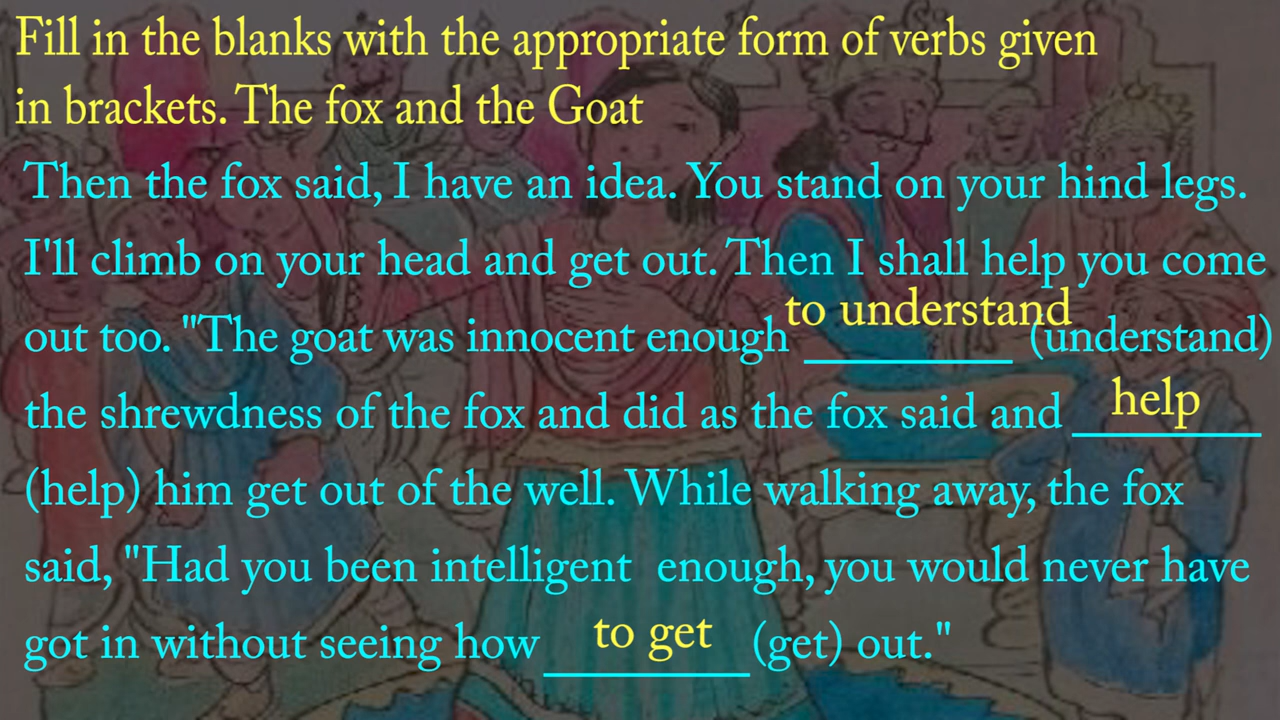 Fill in the blanks with the appropriate form of verbs given
in brackets. The fox and the Goat
Then the fox said, I have an idea. You stand on your hind legs.
I'll climb on your head and get out. Then I shall help you come
out too. "The goat was innocent enough to understand (understand)
the shrewdness of the fox and did as the fox said and help
(help) him get out of the well. While walking away, the fox
said, "Had you been intelligent enough, you would never have
got in without seeing how to get (get) out."